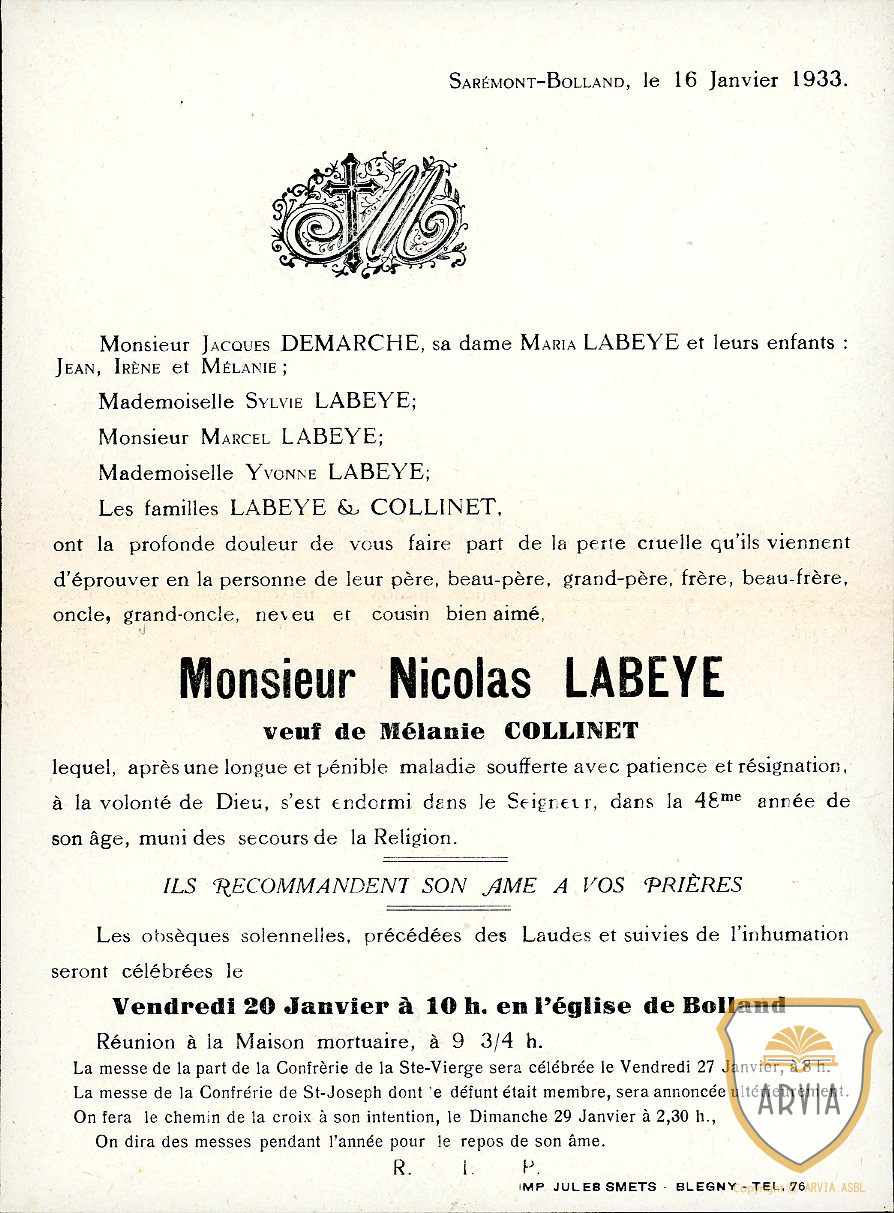 Sarémont-Bolland, le 16 Janvier 1933.
M
Monsieur Jacques DEMARCHE, sa dame Maria LABEYE et leurs enfants :
Jean, Irène et Mélanie ;
Mademoiselle Sylvie LABEYE;
Monsieur Marcel LABEYE;
Mademoiselle Yvonne LABEYE;
Les familles LABEYE & COLLINET,
ont la profonde douleur de vous faire part de la perte cruelle qu'ils viennent
d'éprouver en la personne de leur père, beau-père, grand-père, frère, beau-frère,
oncle, grand-oncle, neveu et cousin bien aimé,
Monsieur Nicolas LABEYE
veuf de Mélanie COLLINET
lequel, après une longue et pénible maladie soufferte avec patience et résignation,
à la volonté de Dieu, s'est endormi dans le Seigneur, dans la 48me année de
son âge, muni des secours de la Religion.
ILS RECOMMANDENT SON AME A VOS PRIÈRES
Les obsèques solennelles, précédées des Laudes et suivies de l'inhumation
seront célébrées le
Vendredi 20 Janvier à 10 h. en l'église de Bolland
Réunion à la Maison mortuaire, à 9 3/4 h.
La messe de la part de la Confrèrie de la Ste-Vierge sera célébrée le Vendredi 27 Janvier, à 8 h.
La messe de la Confrérie de St-Joseph dont 'e défunt était membre, sera annoncée ultérieurement.
On fera le chemin de la croix à son intention, le Dimanche 29 Janvier à 2,30 h.,
On dira des messes pendant l'année pour le repos de son âme.
R. I. P.
IMP JULES SMETS - BLEGNY - TEL. 76
ARVIA
Copyright © ARVIA ASBL